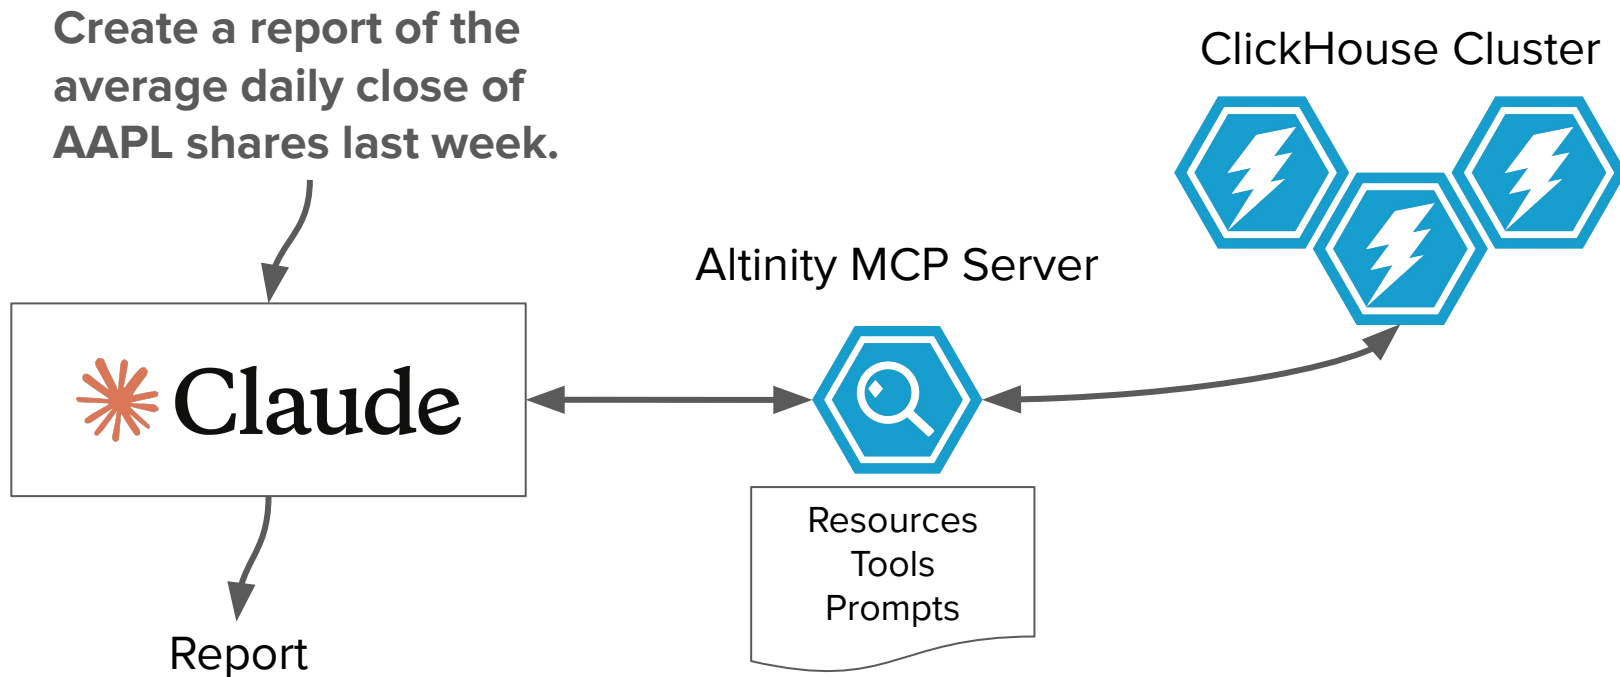 Create a report of the
average daily close of
AAPL shares last week.
ClickHouse Cluster
Altinity MCP Server
Claude
Resources
Tools
Prompts
Report